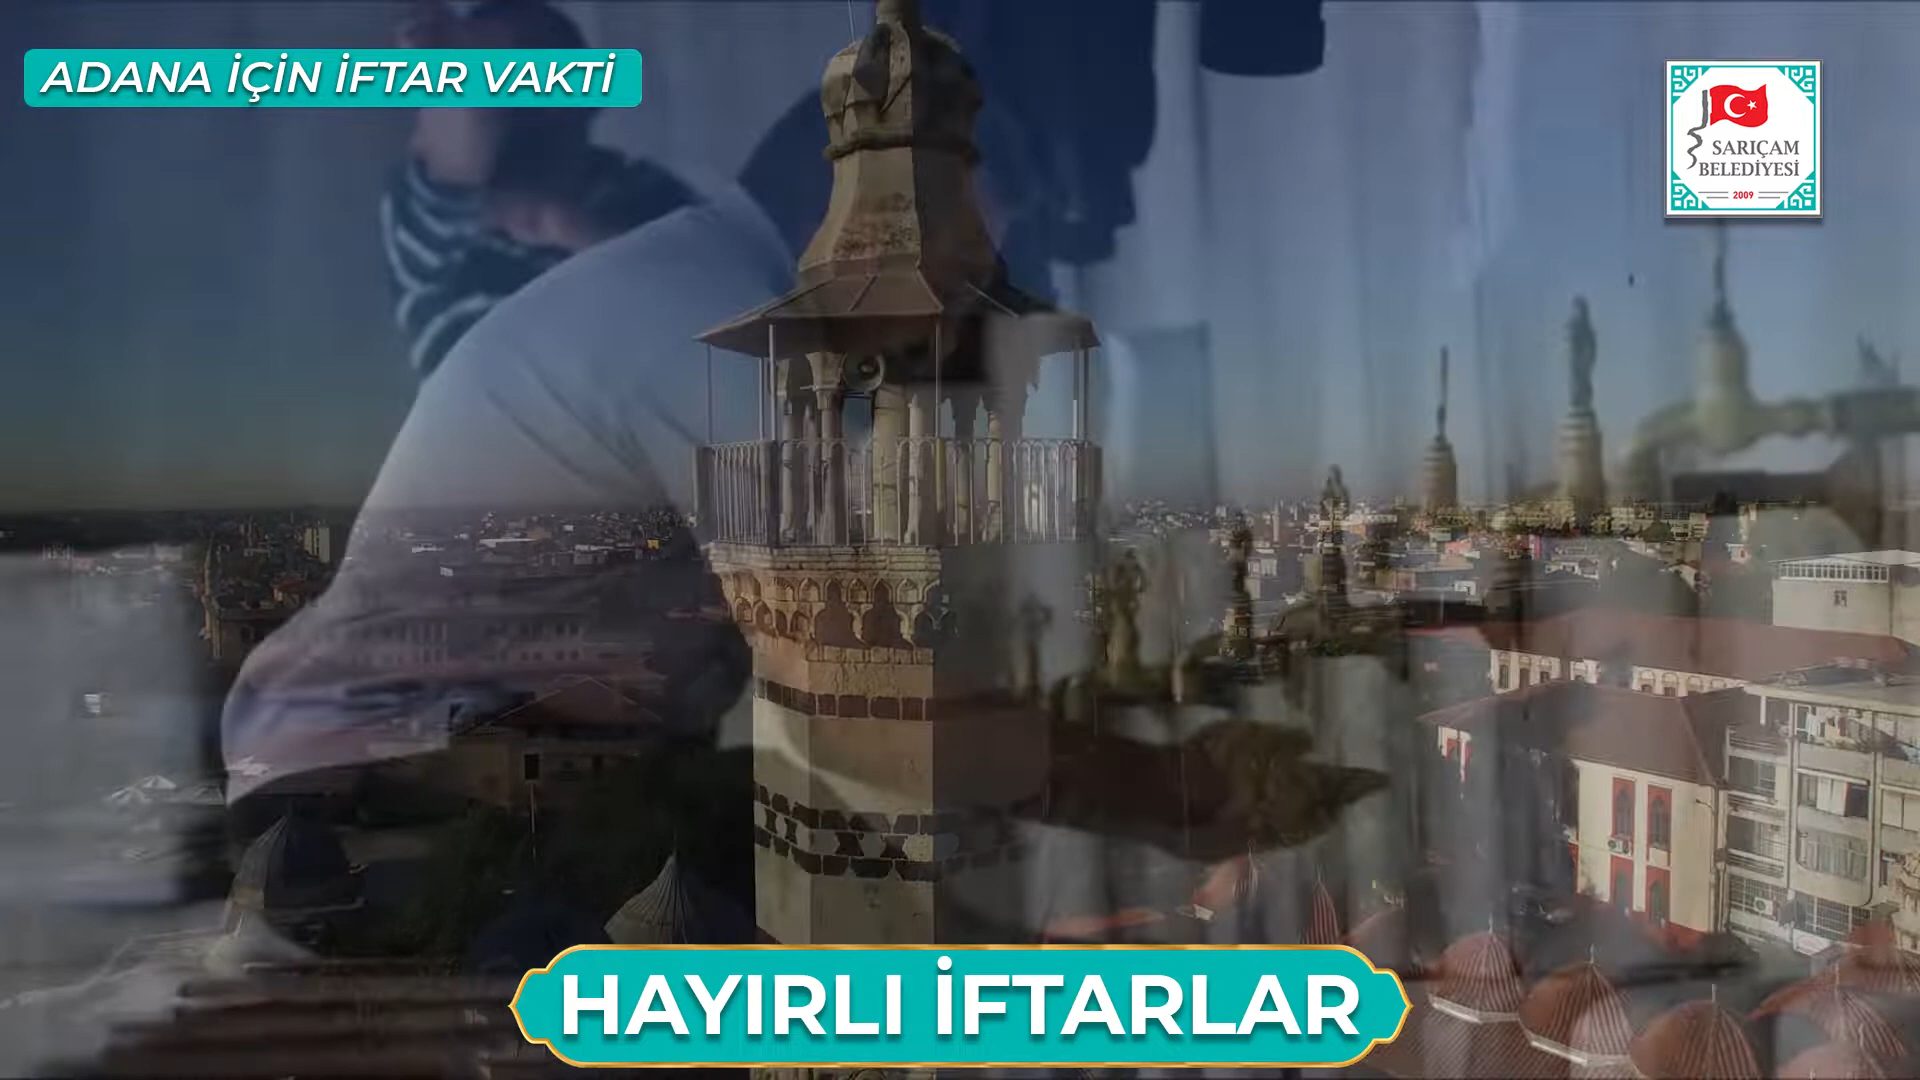 ADANA İÇİN İFTAR VAKTİ
SARIÇAM
BELEDİYESİ
2009
HAYIRLI İFTARLAR